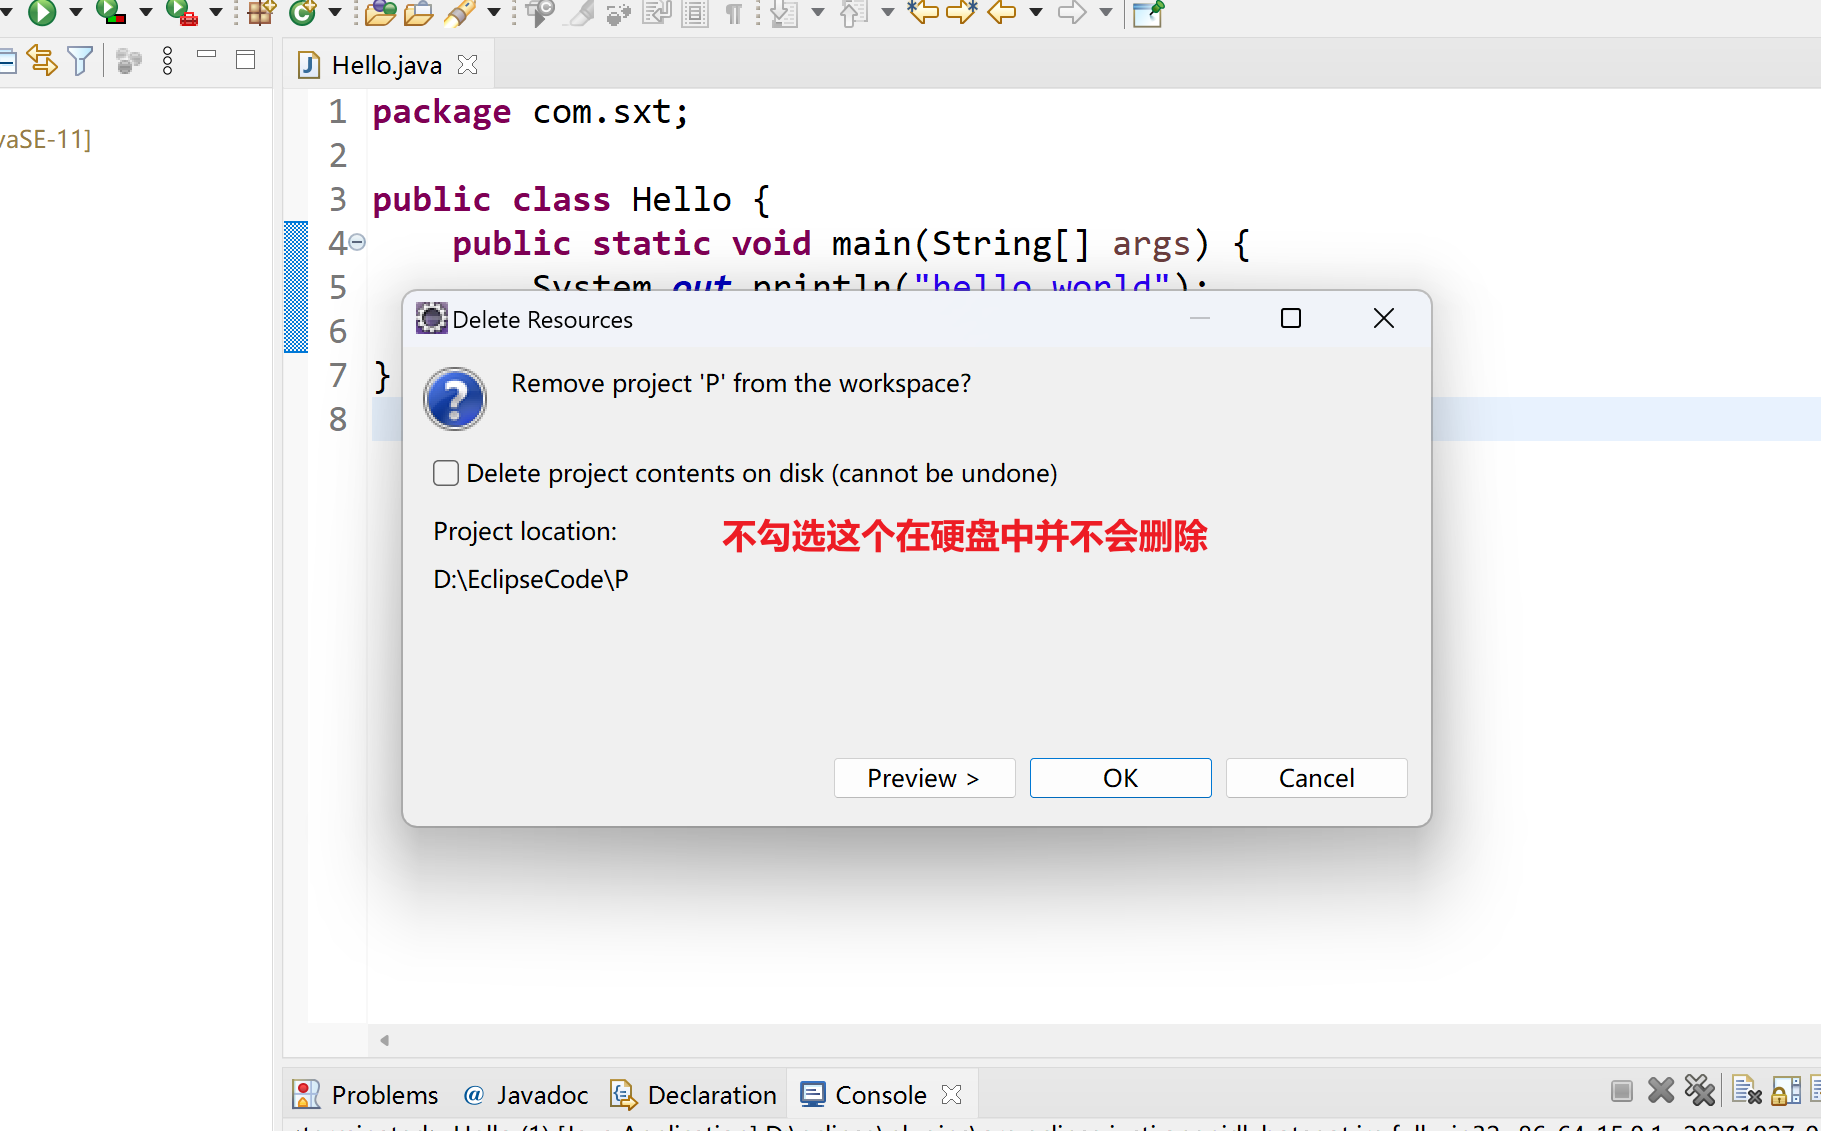 Hello.java
vaSE-11]
1 package com.sxt;
2
3 public class Hello {
4 public static void main(String[] args) {
5 System.out.println("hello world");
6
7 }
8
Delete Resources
Remove project 'P' from the workspace?
Delete project contents on disk (cannot be undone)
Project location:
不勾选这个在硬盘中并不会删除
D:\EclipseCode\P
Preview >
OK
Cancel
Problems
@ Javadoc
Declaration
Console